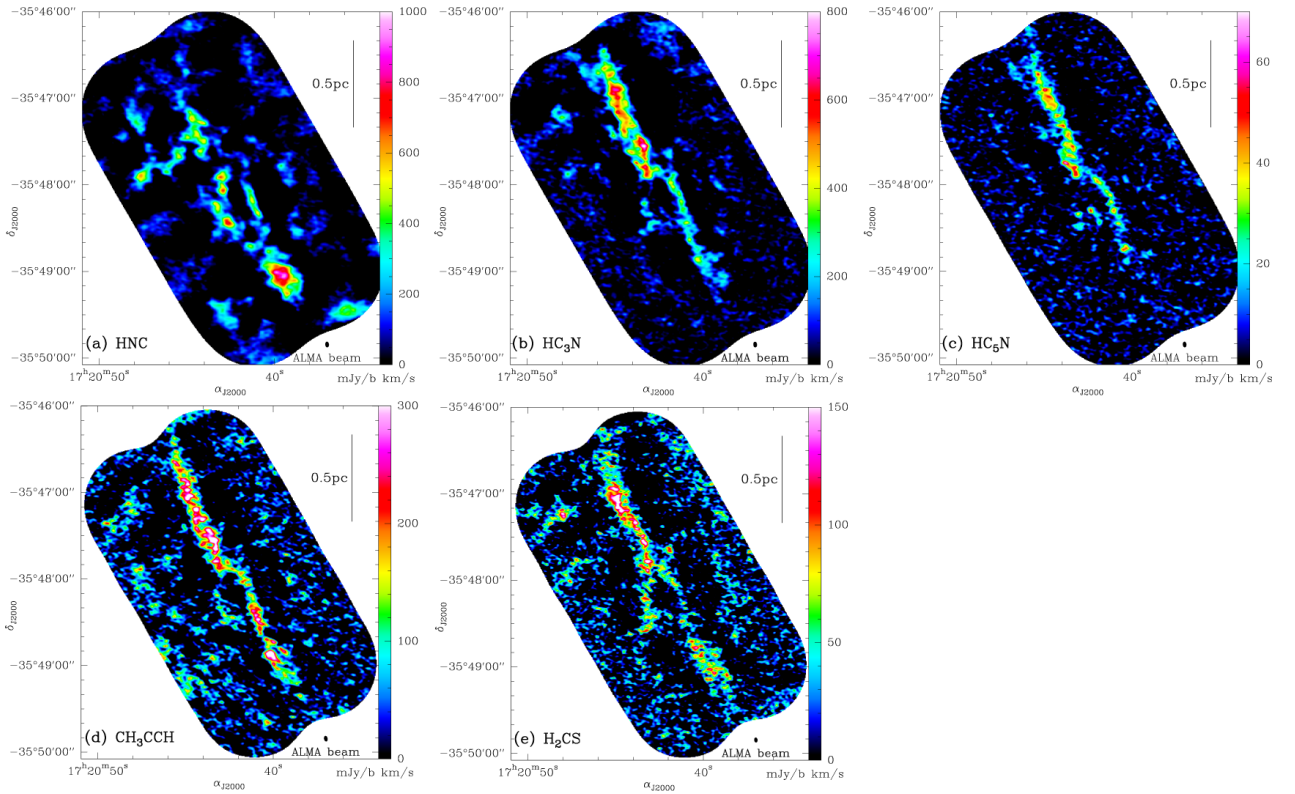 −35°46′00″
−35°47′00″
−35°48′00″
−35°49′00″
−35°50′00″
δJ2000
0.5pc
(a) HNC
ALMA beam
17ʰ20ᵐ50ˢ
40ˢ
αJ2000
mJy/b km/s
1000
800
600
400
200
0
−35°46′00″
−35°47′00″
−35°48′00″
−35°49′00″
−35°50′00″
δJ2000
0.5pc
(b) HC₃N
ALMA beam
17ʰ20ᵐ50ˢ
40ˢ
αJ2000
mJy/b km/s
800
600
400
200
0
−35°46′00″
−35°47′00″
−35°48′00″
−35°49′00″
−35°50′00″
δJ2000
0.5pc
(c) HC₅N
ALMA beam
17ʰ20ᵐ50ˢ
40ˢ
αJ2000
mJy/b km/s
60
40
20
0
−35°46′00″
−35°47′00″
−35°48′00″
−35°49′00″
−35°50′00″
δJ2000
0.5pc
(d) CH₃CCH
ALMA beam
17ʰ20ᵐ50ˢ
40ˢ
αJ2000
mJy/b km/s
300
200
100
0
−35°46′00″
−35°47′00″
−35°48′00″
−35°49′00″
−35°50′00″
δJ2000
0.5pc
(e) H₂CS
ALMA beam
17ʰ20ᵐ50ˢ
40ˢ
αJ2000
mJy/b km/s
150
100
50
0